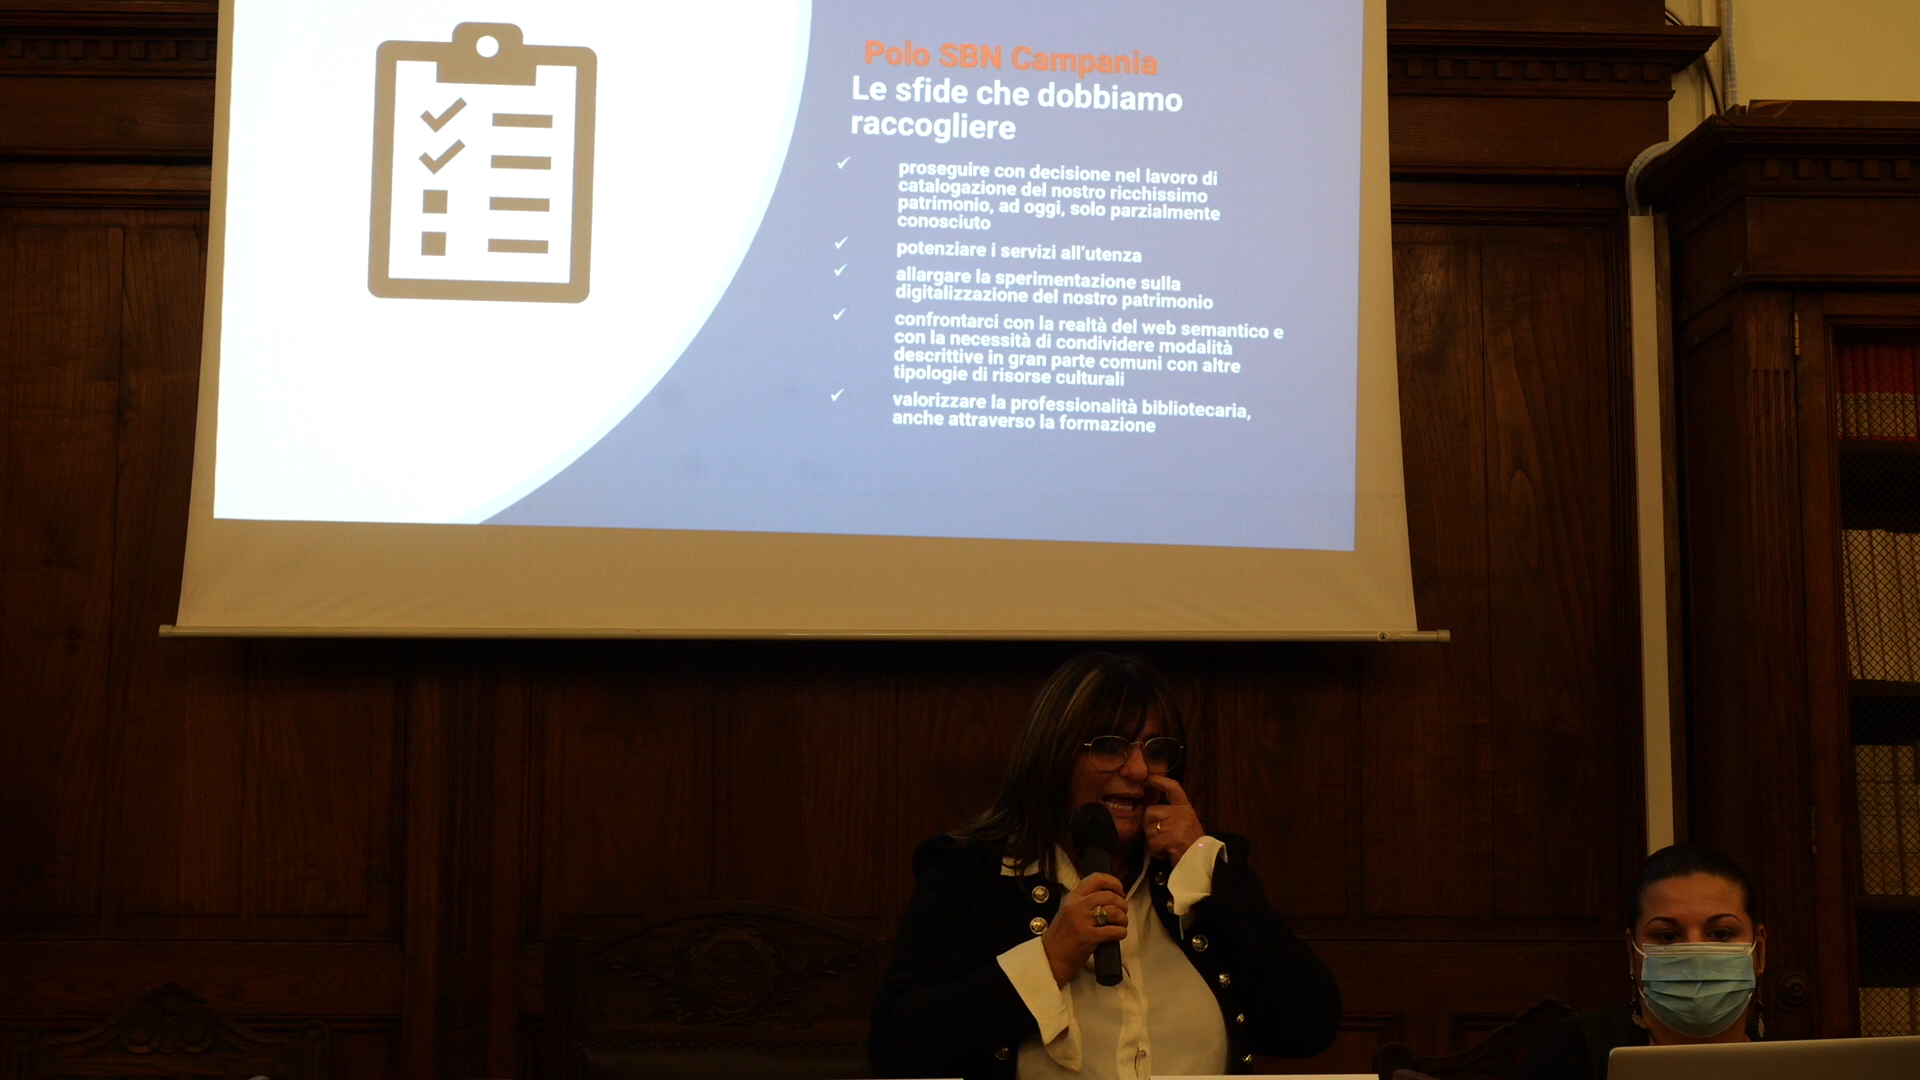 Polo SBN Campania
Le sfide che dobbiamo
raccogliere
proseguire con decisione nel lavoro di
catalogazione del nostro ricchissimo
patrimonio, ad oggi, solo parzialmente
conosciuto
potenziare i servizi all'utenza
allargare la sperimentazione sulla
digitalizzazione del nostro patrimonio
confrontarci con la realtà del web semantico e
con la necessità di condividere modalità
descrittive in gran parte comuni con altre
tipologie di risorse culturali
valorizzare la professionalità bibliotecaria,
anche attraverso la formazione